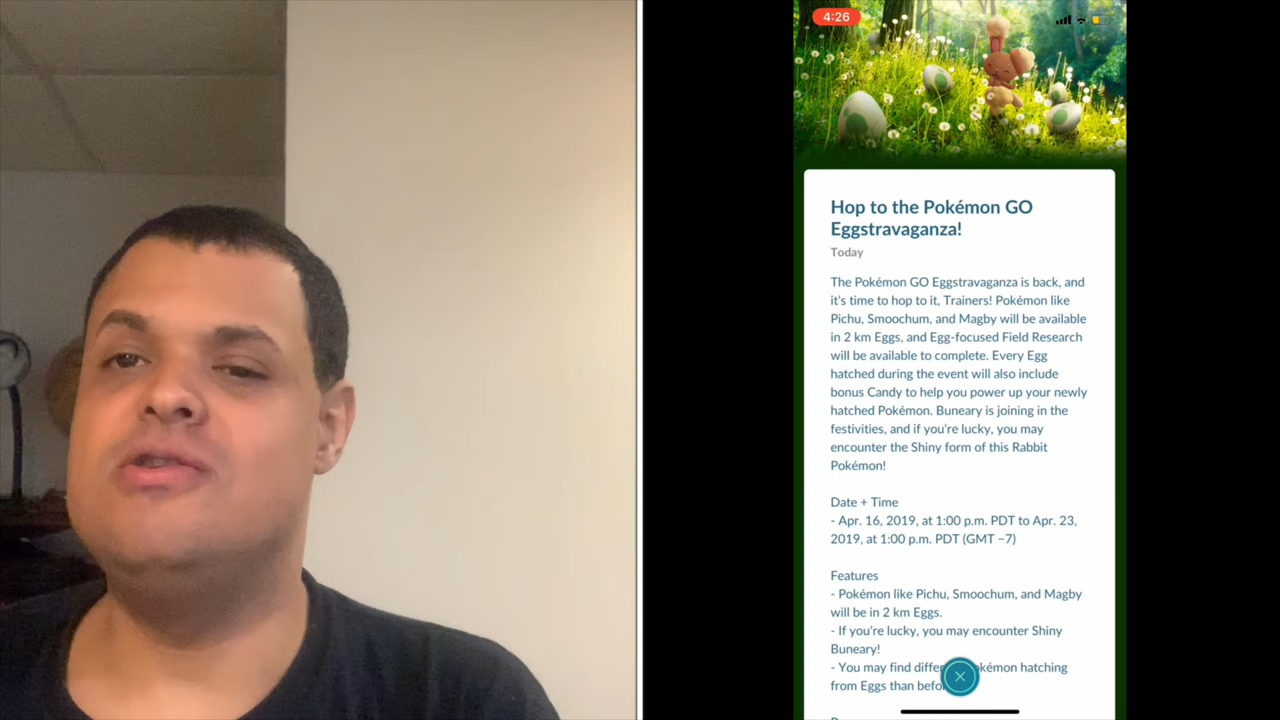 4:26
Hop to the Pokémon GO
Eggstravaganza!
Today
The Pokémon GO Eggstravaganza is back, and
it's time to hop to it, Trainers! Pokémon like
Pichu, Smoochum, and Magby will be available
in 2 km Eggs, and Egg-focused Field Research
will be available to complete. Every Egg
hatched during the event will also include
bonus Candy to help you power up your newly
hatched Pokémon. Buneary is joining in the
festivities, and if you're lucky, you may
encounter the Shiny form of this Rabbit
Pokémon!
Date + Time
- Apr. 16, 2019, at 1:00 p.m. PDT to Apr. 23,
2019, at 1:00 p.m. PDT (GMT −7)
Features
- Pokémon like Pichu, Smoochum, and Magby
will be in 2 km Eggs.
- If you're lucky, you may encounter Shiny
Buneary!
- You may find kémon hatching
from Eggs than